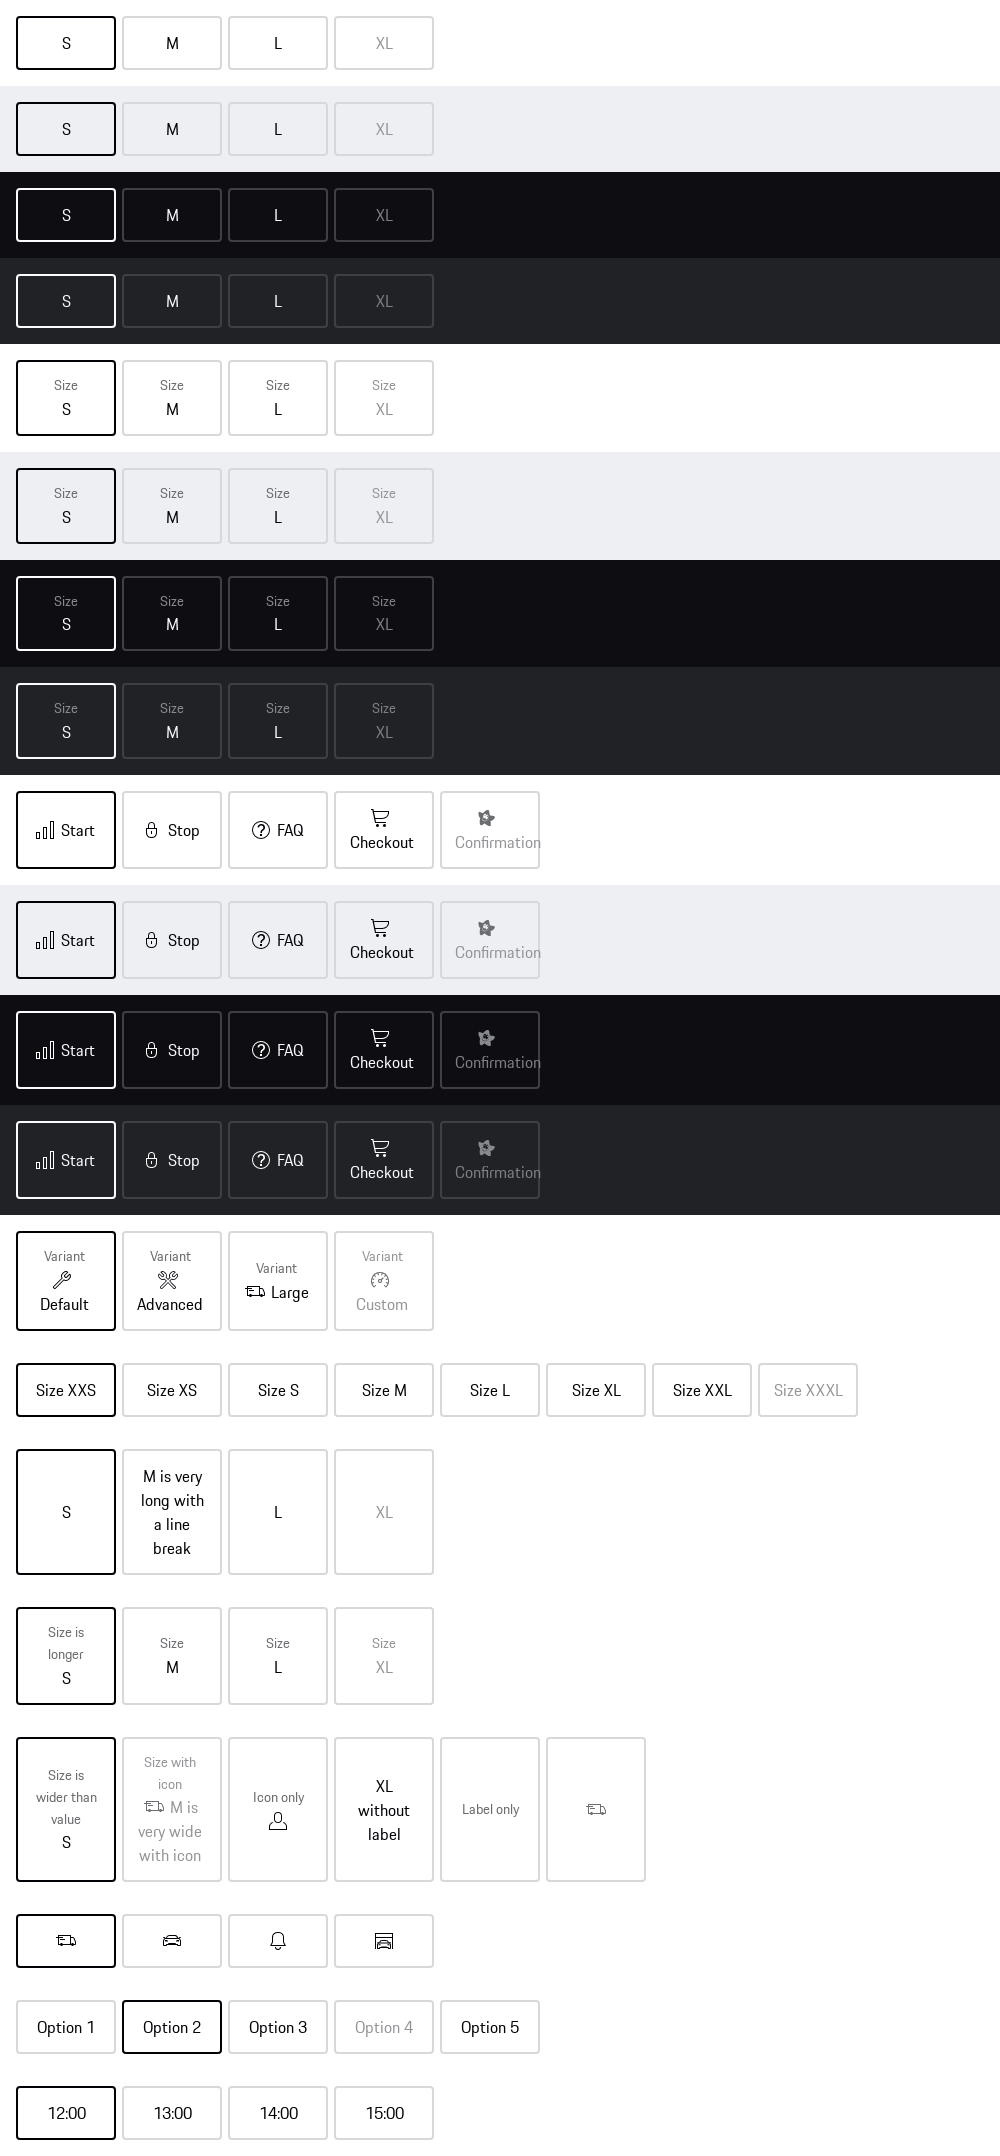 S M L XL
S M L XL
S M L XL
S M L XL
Size Size Size Size
S M L XL
Size Size Size Size
S M L XL
Size Size Size Size
S M L XL
Size Size Size Size
S M L XL
Start Stop FAQ Checkout Confirmation
Start Stop FAQ Checkout Confirmation
Start Stop FAQ Checkout Confirmation
Start Stop FAQ Checkout Confirmation
Variant
Default
Variant
Advanced
Variant
Large
Variant
Custom
Size XXS Size XS Size S Size M Size L Size XL Size XXL Size XXXL
S
M is very
long with
a line
break
L
XL
Size is
longer
S
Size
M
Size
L
Size
XL
Size is
wider than
value
S
Size with
icon
M is
very wide
with icon
Icon only
XL
without
label
Label only
Option 1 Option 2 Option 3 Option 4 Option 5
12:00 13:00 14:00 15:00